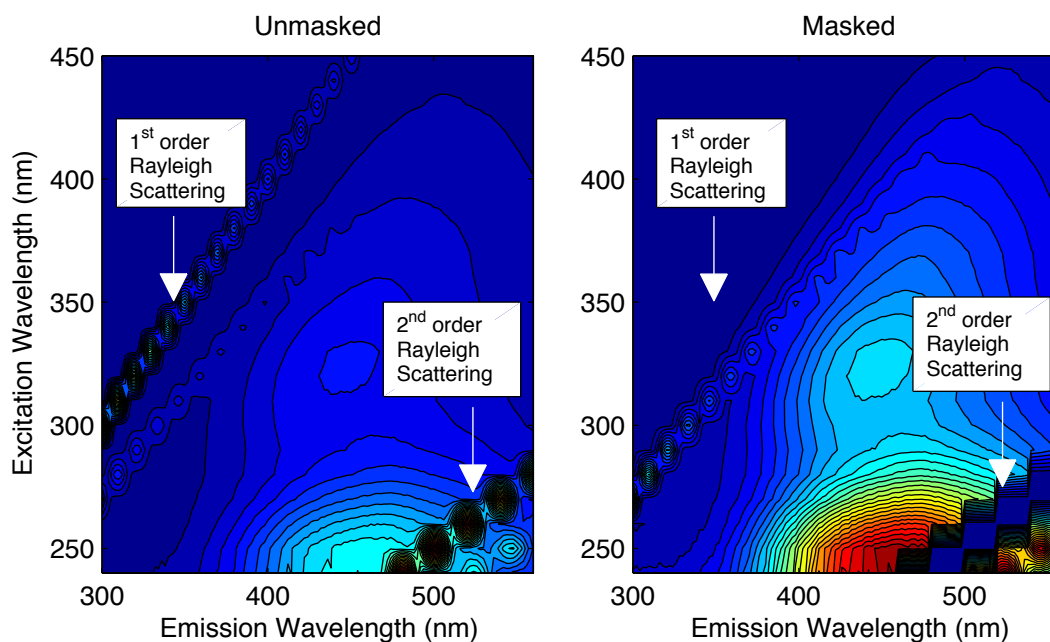 Unmasked
450
400
350
300
250
300
400
500
Excitation Wavelength (nm)
Emission Wavelength (nm)
1st order
Rayleigh
Scattering
2nd order
Rayleigh
Scattering
Masked
450
400
350
300
250
300
400
500
Emission Wavelength (nm)
1st order
Rayleigh
Scattering
2nd order
Rayleigh
Scattering